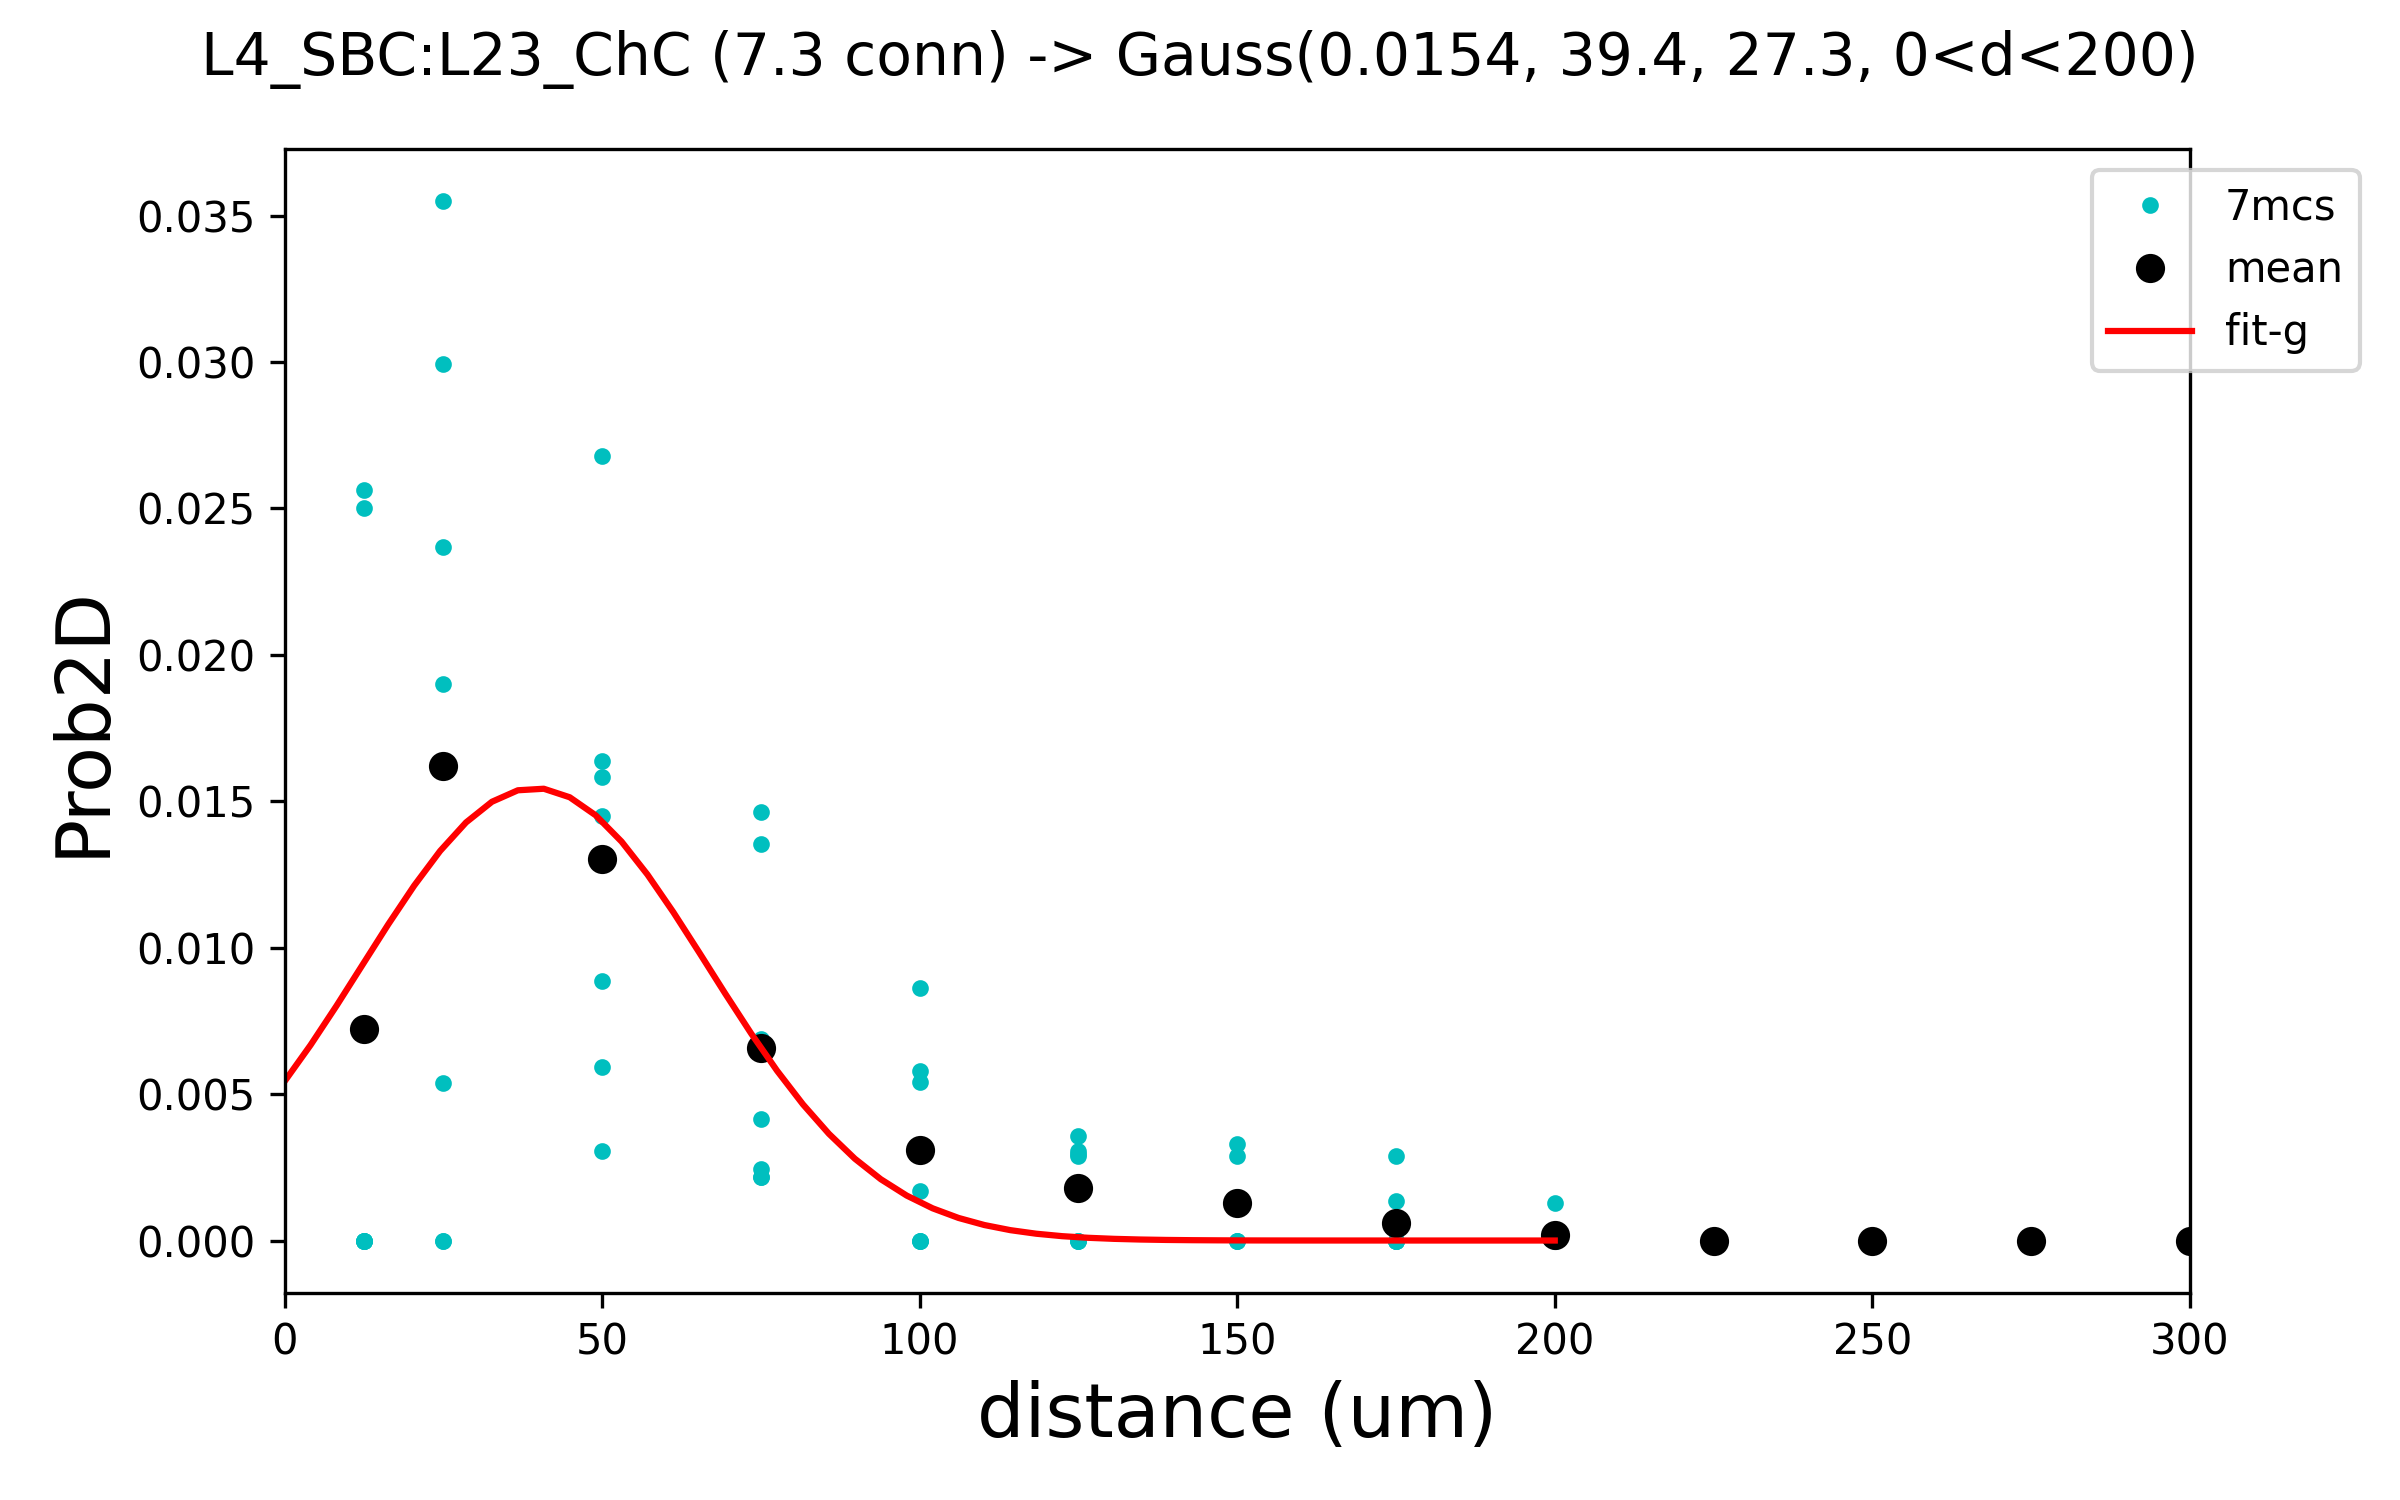 L4_SBC:L23_ChC (7.3 conn) -> Gauss(0.0154, 39.4, 27.3, 0<d<200)
7mcs
mean
fit-g
Prob2D
0.035
0.030
0.025
0.020
0.015
0.010
0.005
0.000
0 50 100 150 200 250 300
distance (um)